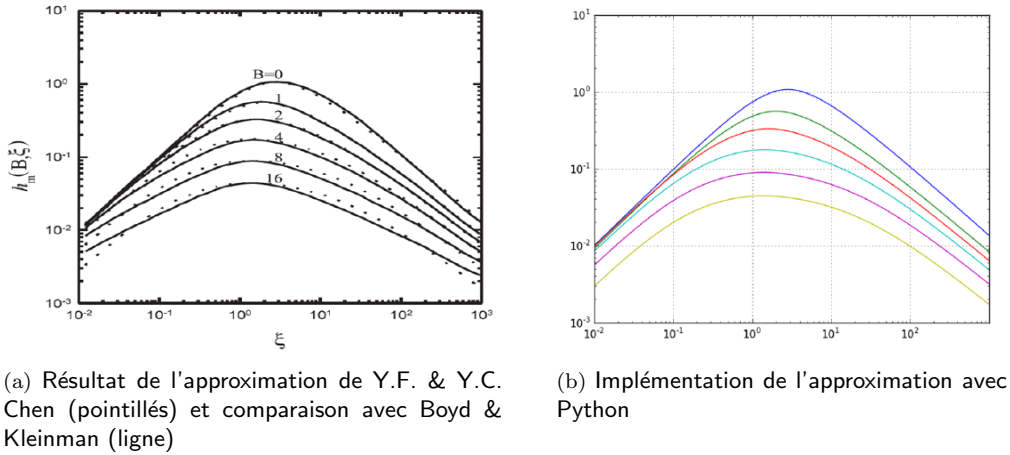 10¹
10⁰
10⁻¹
10⁻²
10⁻³
hₘ(B,ξ)
B=0
1
2
4
8
16
10⁻² 10⁻¹ 10⁰ 10¹ 10² 10³
ξ
10¹
10⁰
10⁻¹
10⁻²
10⁻³
10⁻² 10⁻¹ 10⁰ 10¹ 10²
(a) Résultat de l'approximation de Y.F. & Y.C.
Chen (pointillés) et comparaison avec Boyd &
Kleinman (ligne)
(b) Implémentation de l'approximation avec
Python